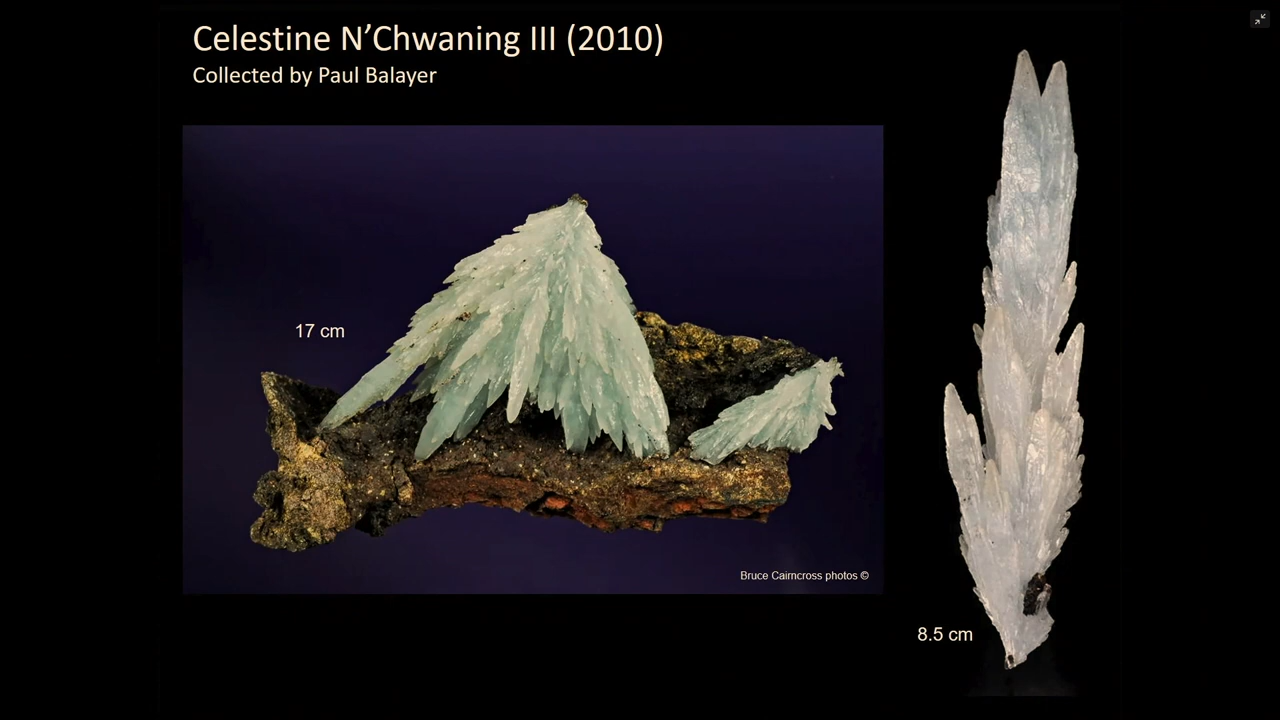 Celestine N’Chwaning III (2010)
Collected by Paul Balayer
17 cm
Bruce Cairncross photos ©
8.5 cm